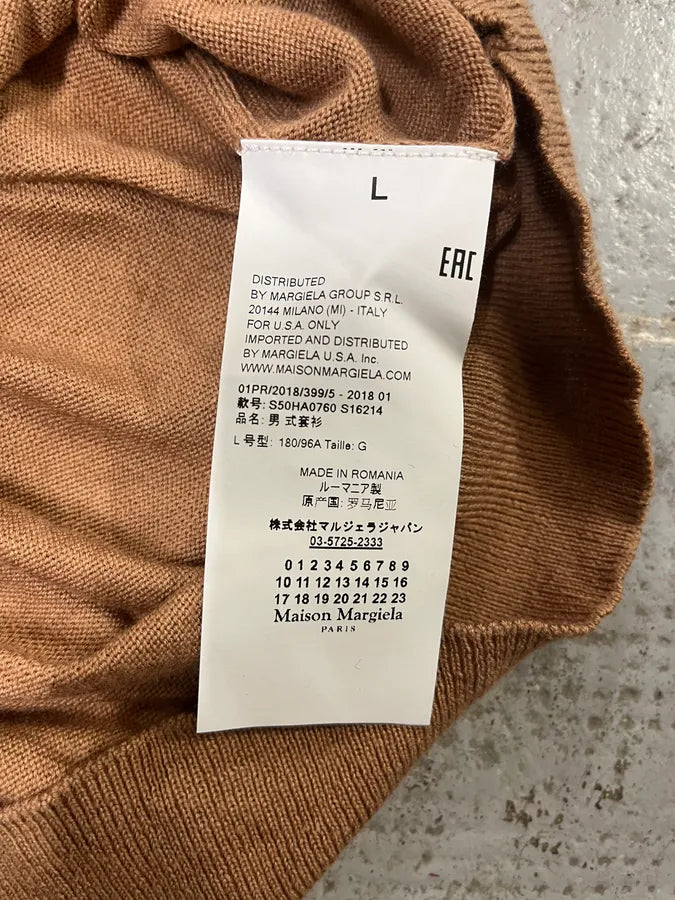 L
EAC
DISTRIBUTED
BY MARGIELA GROUP S.R.L.
20144 MILANO (MI) - ITALY
FOR U.S.A. ONLY
IMPORTED AND DISTRIBUTED
BY MARGIELA U.S.A. Inc.
WWW.MAISONMARGIELA.COM
01PR/2018/399/5 - 2018 01
款号: S50HA0760 S16214
品名: 男 式套衫
L 号型: 180/96A Taille: G
MADE IN ROMANIA
ルーマニア製
原产国: 罗马尼亚
株式会社マルジェラジャパン
03-5725-2333
0 1 2 3 4 5 6 7 8 9
10 11 12 13 14 15 16
17 18 19 20 21 22 23
Maison Margiela
PARIS